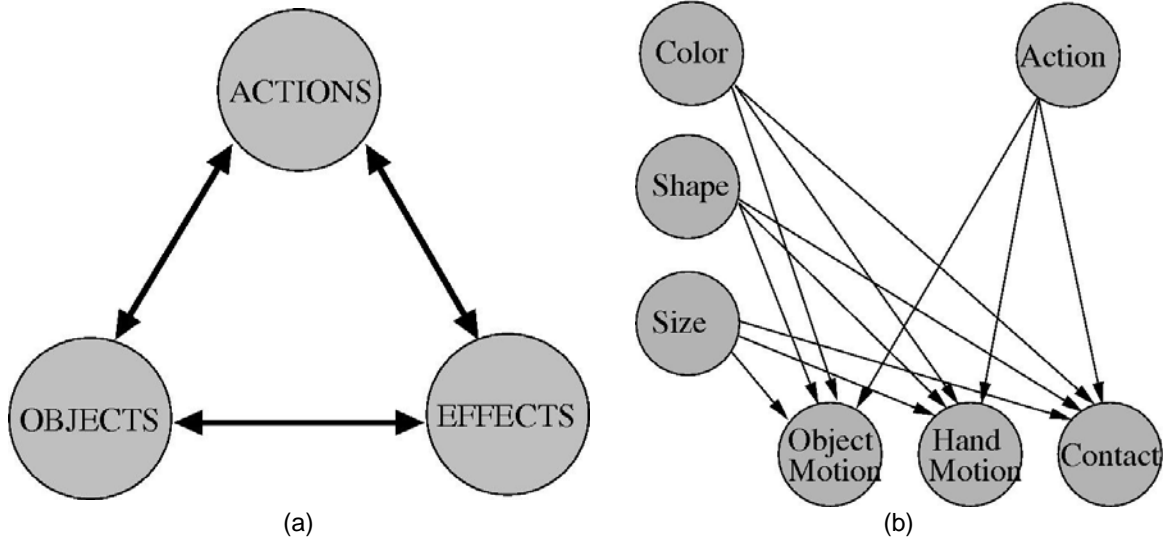 ACTIONS
OBJECTS
EFFECTS
(a)
Color
Action
Shape
Size
Object
Motion
Hand
Motion
Contact
(b)